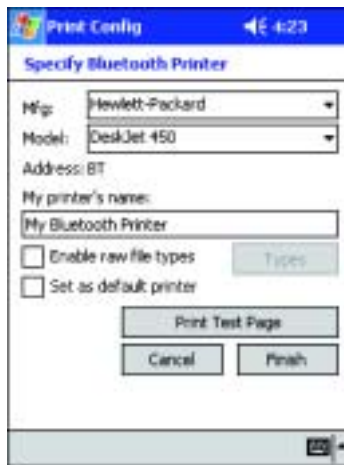 Print Config 4:23
Specify Bluetooth Printer
Mfg: Hewlett-Packard
Model: DeskJet 450
Address: BT
My printer's name:
My Bluetooth Printer
Enable raw file types Types
Set as default printer
Print Test Page
Cancel Finish